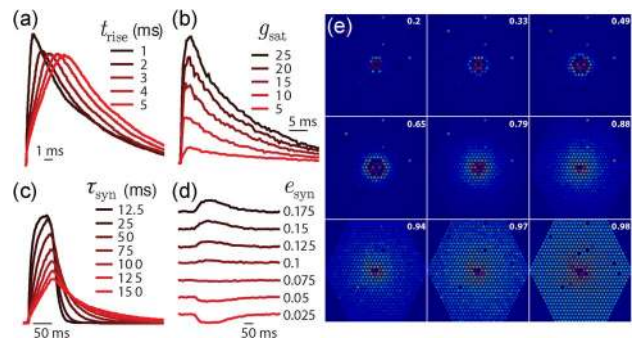 (a) t_rise (ms)
1
2
3
4
5
1 ms
(b) g_sat
25
20
15
10
5
5 ms
(c) τ_syn (ms)
12.5
25
50
75
100
125
150
50 ms
(d) e_syn
0.175
0.15
0.125
0.1
0.075
0.05
0.025
50 ms
(e)
0.2 0.33 0.49
0.65 0.79 0.88
0.94 0.97 0.98